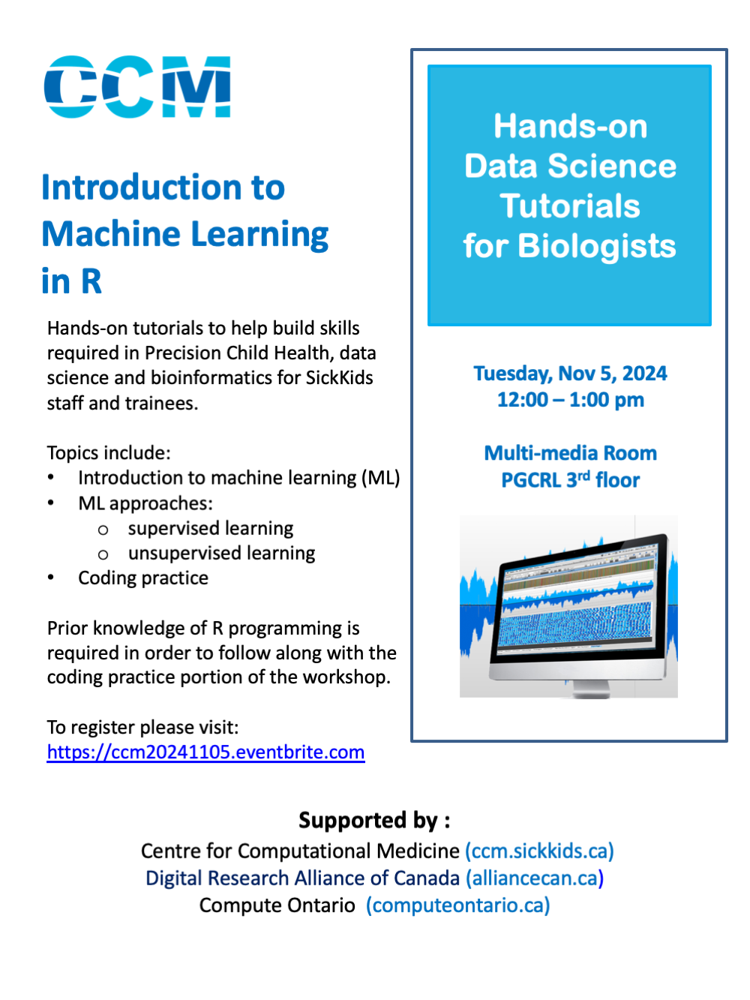 CCM
Introduction to
Machine Learning
in R
Hands-on tutorials to help build skills
required in Precision Child Health, data
science and bioinformatics for SickKids
staff and trainees.
Topics include:
• Introduction to machine learning (ML)
• ML approaches:
o supervised learning
o unsupervised learning
• Coding practice
Prior knowledge of R programming is
required in order to follow along with the
coding practice portion of the workshop.
To register please visit:
https://ccm20241105.eventbrite.com
Hands-on
Data Science
Tutorials
for Biologists
Tuesday, Nov 5, 2024
12:00 – 1:00 pm
Multi-media Room
PGCRL 3rd floor
Supported by :
Centre for Computational Medicine (ccm.sickkids.ca)
Digital Research Alliance of Canada (alliancecan.ca)
Compute Ontario (computeontario.ca)